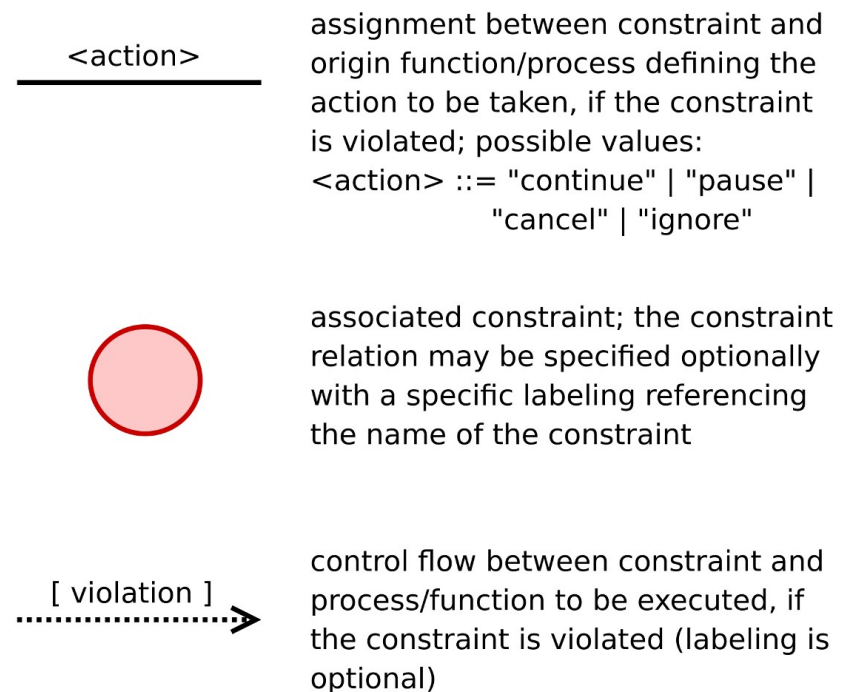 <action>
assignment between constraint and
origin function/process defining the
action to be taken, if the constraint
is violated; possible values:
<action> ::= "continue" | "pause" |
"cancel" | "ignore"
associated constraint; the constraint
relation may be specified optionally
with a specific labeling referencing
the name of the constraint
[ violation ]
control flow between constraint and
process/function to be executed, if
the constraint is violated (labeling is
optional)